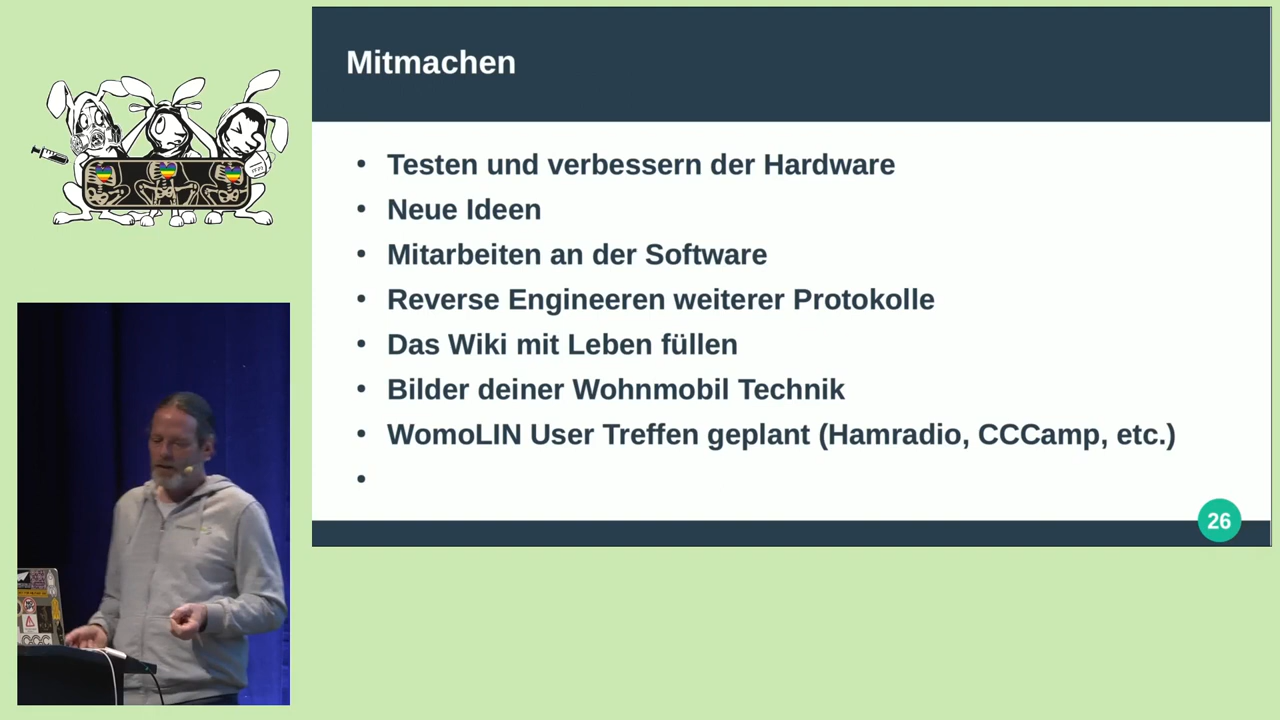 Mitmachen
• Testen und verbessern der Hardware
• Neue Ideen
• Mitarbeiten an der Software
• Reverse Engineeren weiterer Protokolle
• Das Wiki mit Leben füllen
• Bilder deiner Wohnmobil Technik
• WomoLIN User Treffen geplant (Hamradio, CCCamp, etc.)
•
26